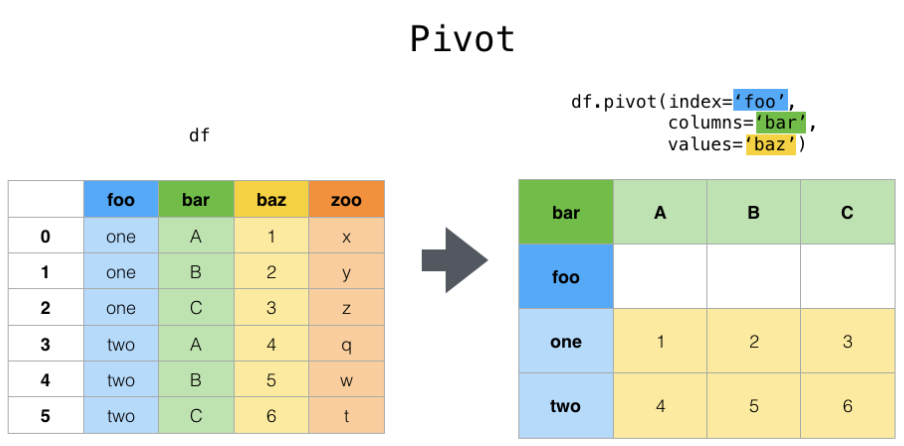 Pivot
df
foo bar baz zoo
0 one A 1 x
1 one B 2 y
2 one C 3 z
3 two A 4 q
4 two B 5 w
5 two C 6 t
df.pivot(index=‘foo’,
columns=‘bar’,
values=‘baz’)
bar A B C
foo
one 1 2 3
two 4 5 6